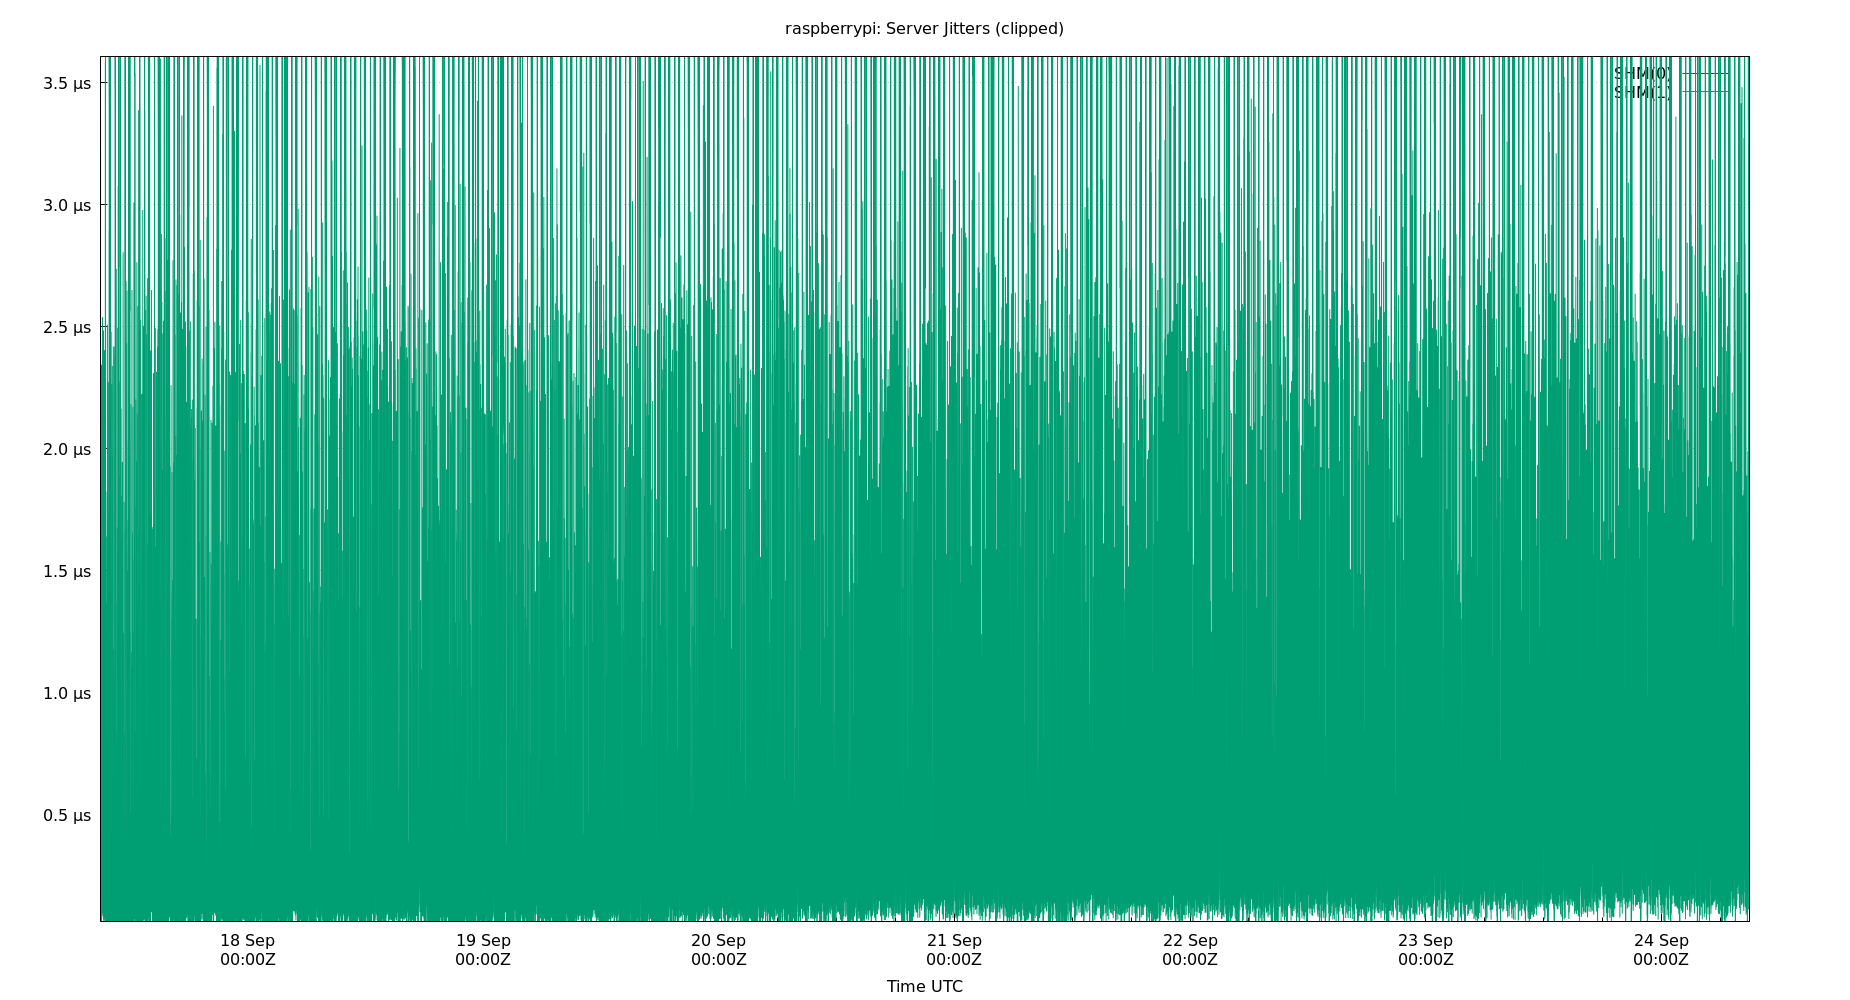 raspberrypi: Server Jitters (clipped)
SHM(0)
SHM(1)
3.5 µs
3.0 µs
2.5 µs
2.0 µs
1.5 µs
1.0 µs
0.5 µs
18 Sep 19 Sep 20 Sep 21 Sep 22 Sep 23 Sep 24 Sep
00:00Z 00:00Z 00:00Z 00:00Z 00:00Z 00:00Z 00:00Z
Time UTC